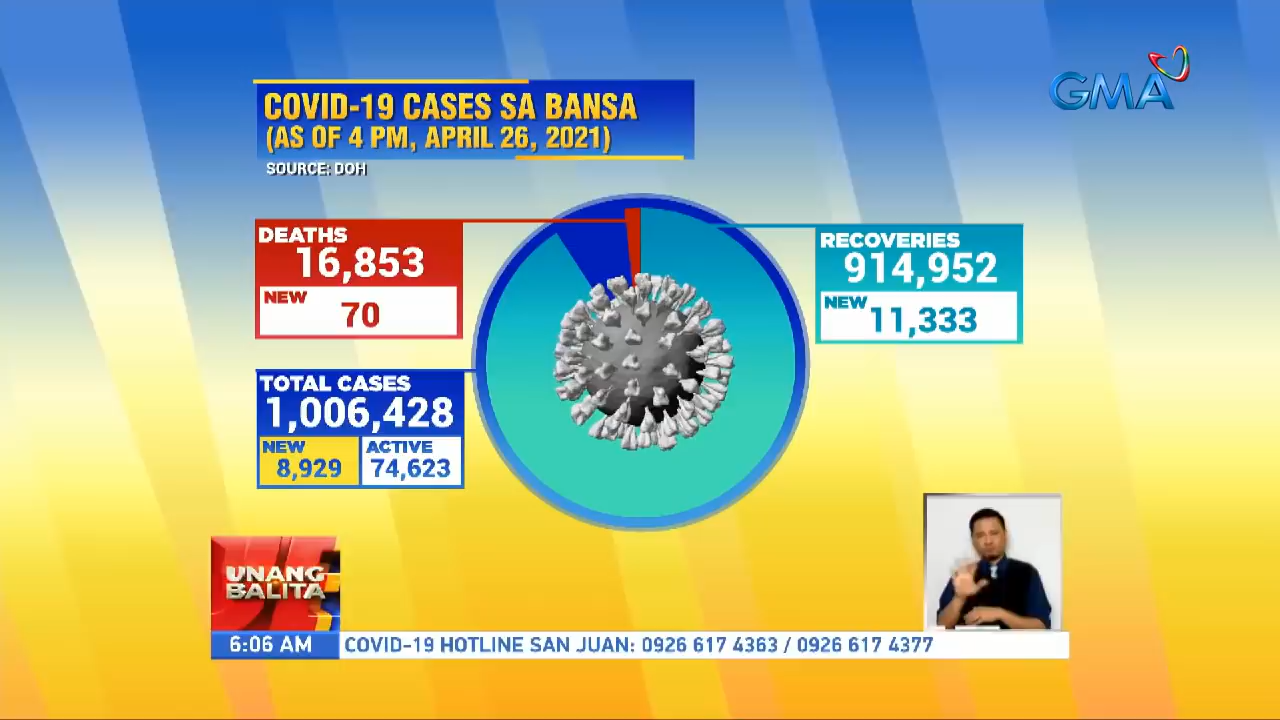 COVID-19 CASES SA BANSA
(AS OF 4 PM, APRIL 26, 2021)
SOURCE: DOH
GMA
DEATHS
16,853
NEW
70
RECOVERIES
914,952
NEW
11,333
TOTAL CASES
1,006,428
NEW
8,929
ACTIVE
74,623
UNANG
BALITA
6:06 AM
COVID-19 HOTLINE SAN JUAN: 0926 617 4363 / 0926 617 4377